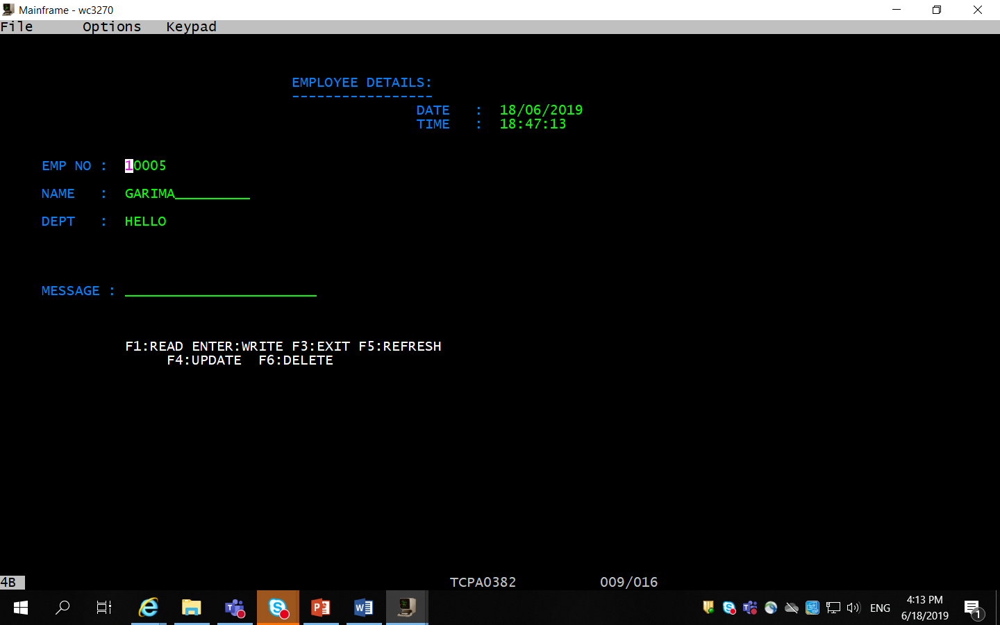 Mainframe - wc3270
File Options Keypad
EMPLOYEE DETAILS:
-----------------
DATE : 18/06/2019
TIME : 18:47:13
EMP NO : 10005
NAME : GARIMA_________
DEPT : HELLO
MESSAGE : _______________________
F1:READ ENTER:WRITE F3:EXIT F5:REFRESH
F4:UPDATE F6:DELETE
4B TCPA0382 009/016
ENG 4:13 PM
6/18/2019
1